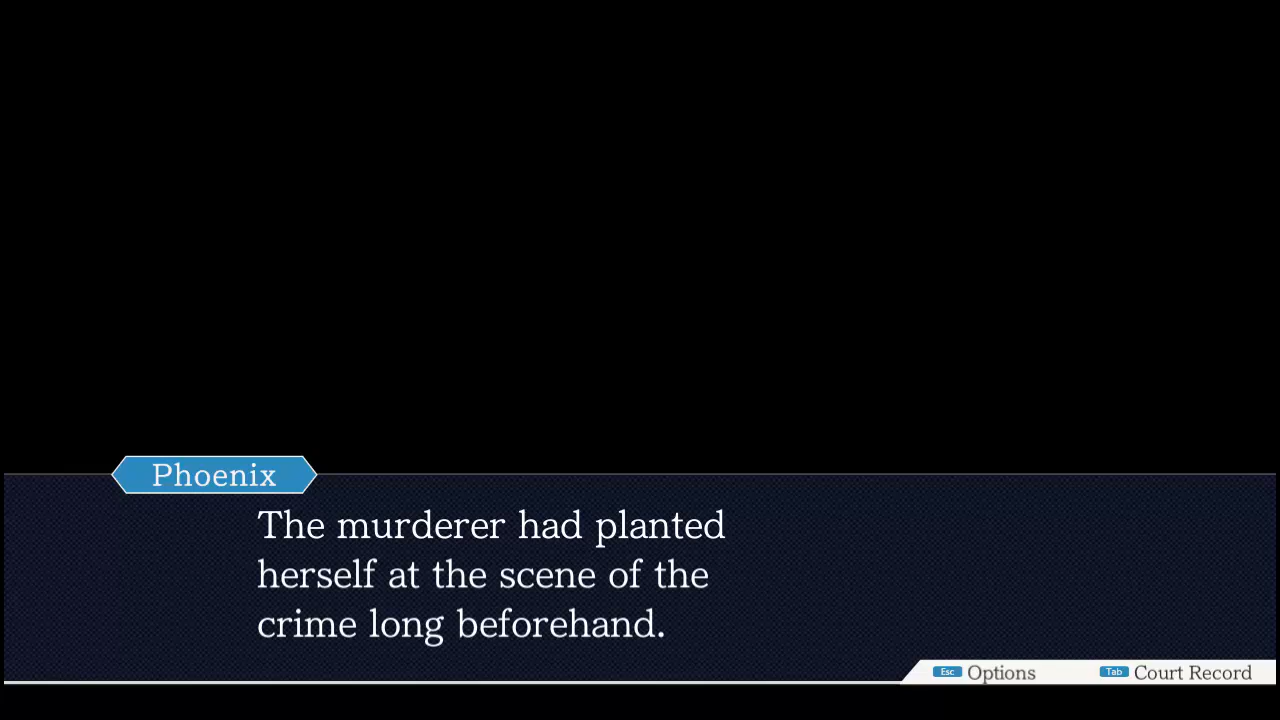 Phoenix
The murderer had planted
herself at the scene of the
crime long beforehand.
Esc Options Tab Court Record